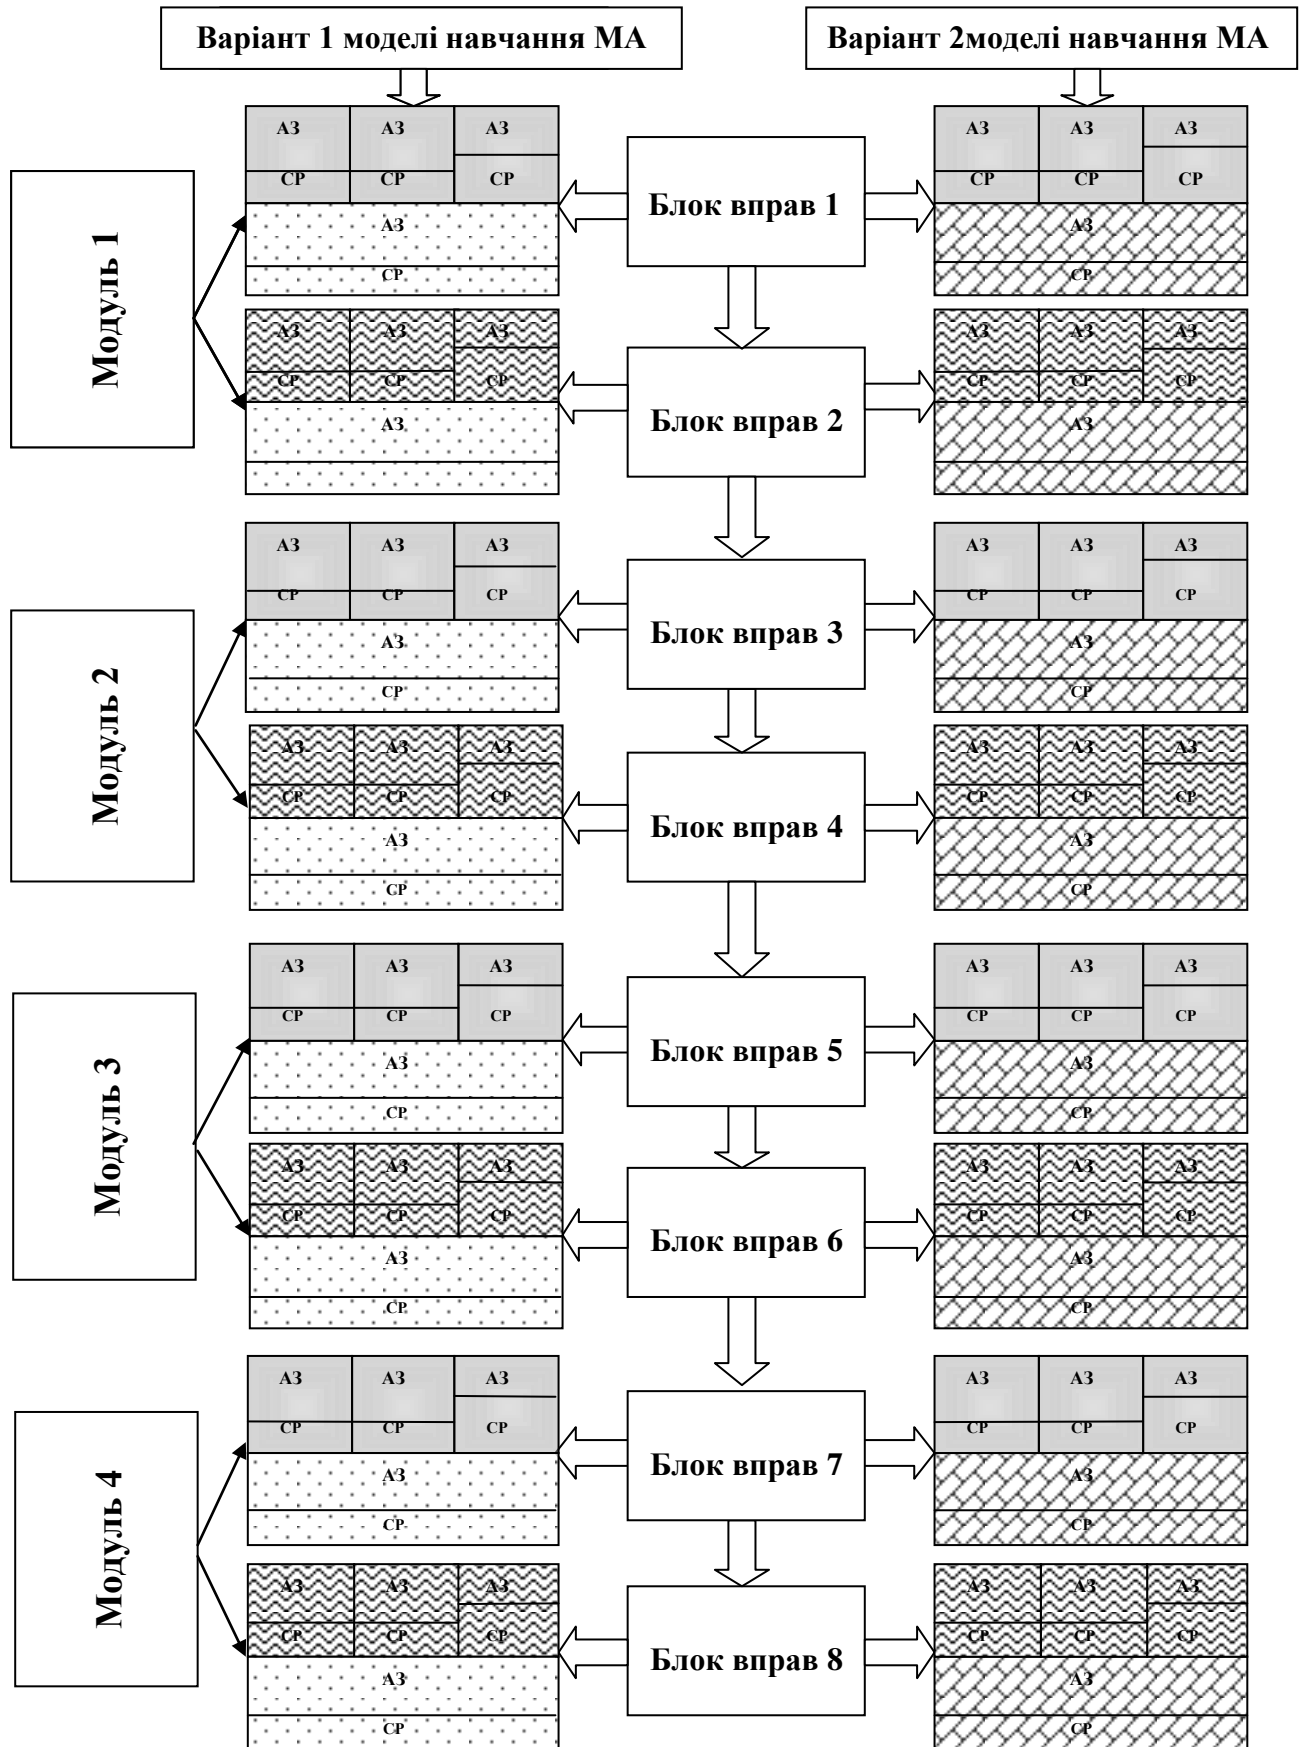 Варіант 1 моделі навчання МА
Варіант 2моделі навчання МА
Модуль 1
АЗ АЗ АЗ
СР СР СР
АЗ
СР
Блок вправ 1
АЗ АЗ АЗ
СР СР СР
АЗ
СР
АЗ АЗ АЗ
СР СР СР
АЗ
Блок вправ 2
АЗ АЗ АЗ
СР СР СР
АЗ
Модуль 2
АЗ АЗ АЗ
СР СР СР
АЗ
СР
Блок вправ 3
АЗ АЗ АЗ
СР СР СР
АЗ
СР
АЗ АЗ АЗ
СР СР СР
АЗ
СР
Блок вправ 4
АЗ АЗ АЗ
СР СР СР
АЗ
СР
Модуль 3
АЗ АЗ АЗ
СР СР СР
АЗ
СР
Блок вправ 5
АЗ АЗ АЗ
СР СР СР
АЗ
СР
АЗ АЗ АЗ
СР СР СР
АЗ
СР
Блок вправ 6
АЗ АЗ АЗ
СР СР СР
АЗ
СР
Модуль 4
АЗ АЗ АЗ
СР СР СР
АЗ
СР
Блок вправ 7
АЗ АЗ АЗ
СР СР СР
АЗ
СР
АЗ АЗ АЗ
СР СР СР
АЗ
СР
Блок вправ 8
АЗ АЗ АЗ
СР СР СР
АЗ
СР